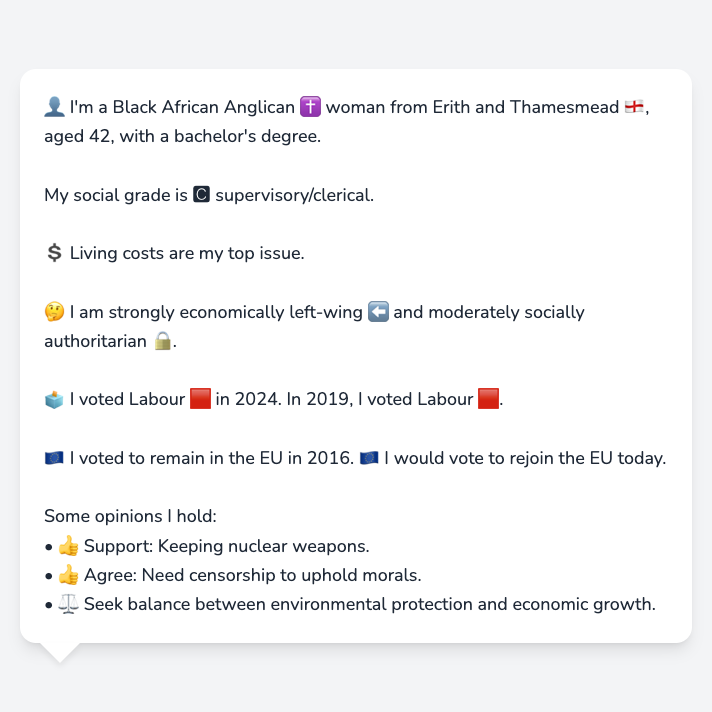 👤 I'm a Black African Anglican ✝️ woman from Erith and Thamesmead 🏴󠁧󠁢󠁥󠁮󠁧󠁿,
aged 42, with a bachelor's degree.
My social grade is 🅲 supervisory/clerical.
💲 Living costs are my top issue.
🤔 I am strongly economically left-wing ⬅️ and moderately socially
authoritarian 🔒.
🗳️ I voted Labour 🟥 in 2024. In 2019, I voted Labour 🟥.
🇪🇺 I voted to remain in the EU in 2016. 🇪🇺 I would vote to rejoin the EU today.
Some opinions I hold:
• 👍 Support: Keeping nuclear weapons.
• 👍 Agree: Need censorship to uphold morals.
• ⚖️ Seek balance between environmental protection and economic growth.